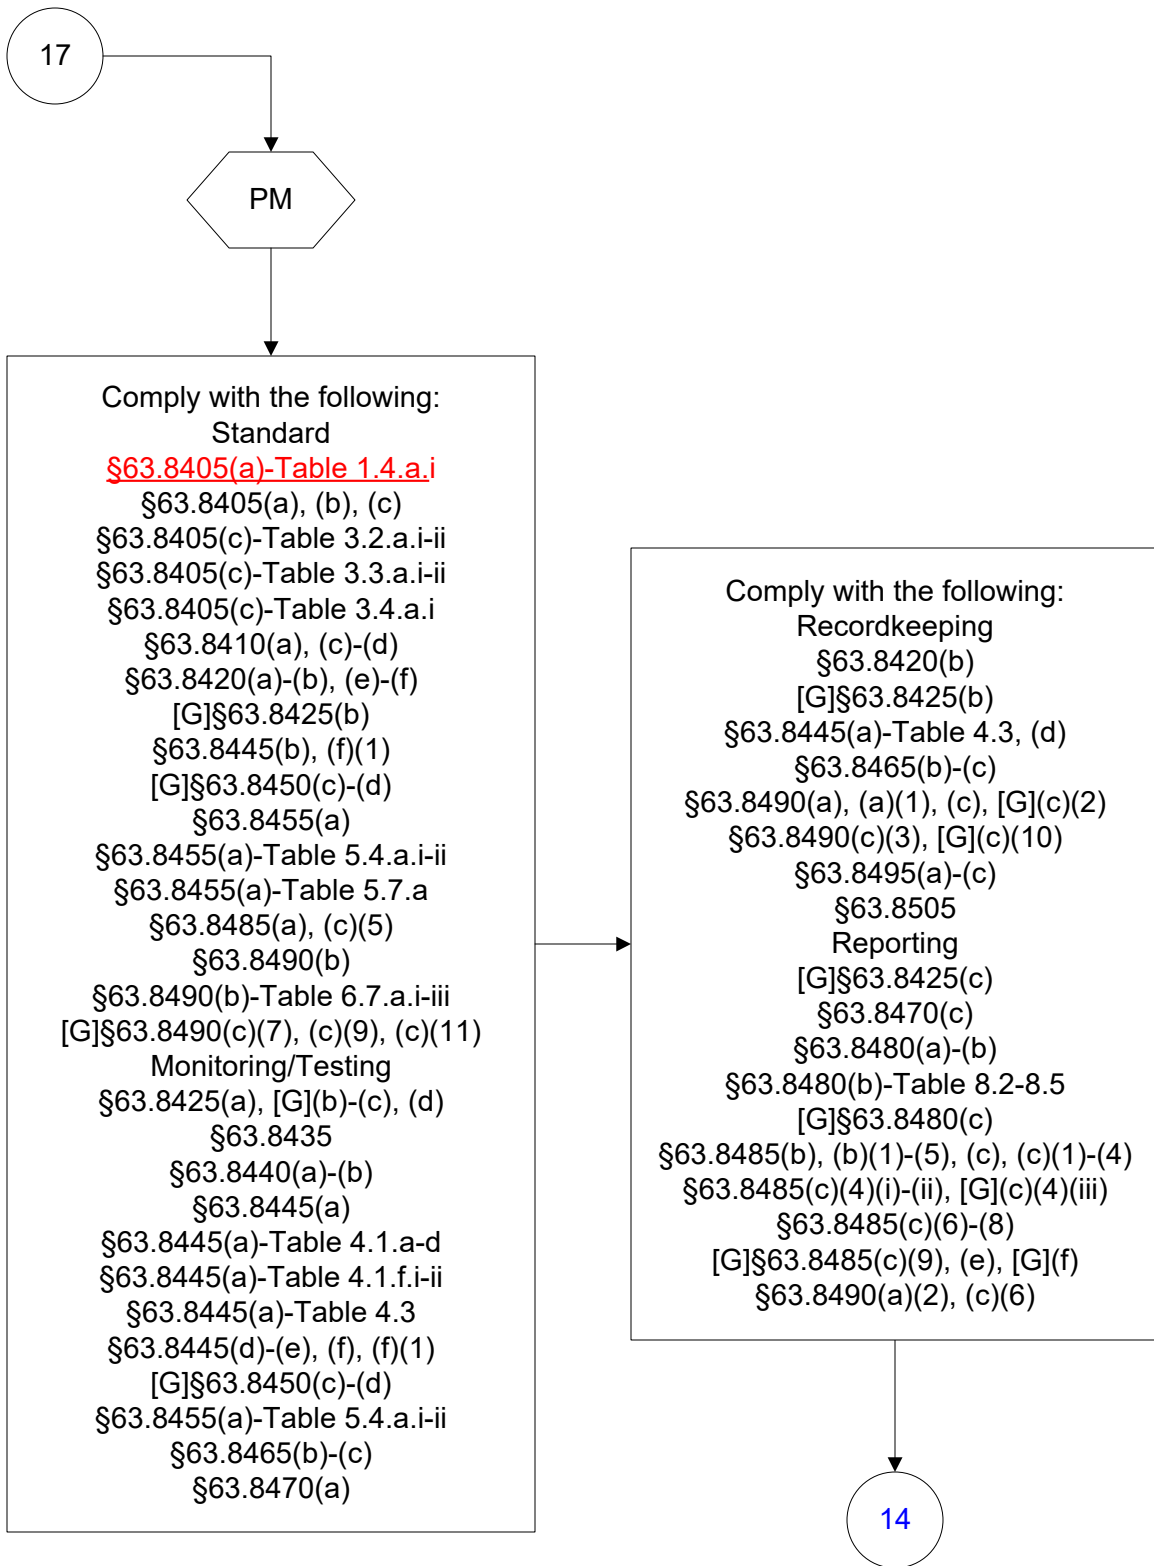 17
PM
Comply with the following:
Standard
§63.8405(a)-Table 1.4.a.i
§63.8405(a), (b), (c)
§63.8405(c)-Table 3.2.a.i-ii
§63.8405(c)-Table 3.3.a.i-ii
§63.8405(c)-Table 3.4.a.i
§63.8410(a), (c)-(d)
§63.8420(a)-(b), (e)-(f)
[G]§63.8425(b)
§63.8445(b), (f)(1)
[G]§63.8450(c)-(d)
§63.8455(a)
§63.8455(a)-Table 5.4.a.i-ii
§63.8455(a)-Table 5.7.a
§63.8485(a), (c)(5)
§63.8490(b)
§63.8490(b)-Table 6.7.a.i-iii
[G]§63.8490(c)(7), (c)(9), (c)(11)
Monitoring/Testing
§63.8425(a), [G](b)-(c), (d)
§63.8435
§63.8440(a)-(b)
§63.8445(a)
§63.8445(a)-Table 4.1.a-d
§63.8445(a)-Table 4.1.f.i-ii
§63.8445(a)-Table 4.3
§63.8445(d)-(e), (f), (f)(1)
[G]§63.8450(c)-(d)
§63.8455(a)-Table 5.4.a.i-ii
§63.8465(b)-(c)
§63.8470(a)
Comply with the following:
Recordkeeping
§63.8420(b)
[G]§63.8425(b)
§63.8445(a)-Table 4.3, (d)
§63.8465(b)-(c)
§63.8490(a), (a)(1), (c), [G](c)(2)
§63.8490(c)(3), [G](c)(10)
§63.8495(a)-(c)
§63.8505
Reporting
[G]§63.8425(c)
§63.8470(c)
§63.8480(a)-(b)
§63.8480(b)-Table 8.2-8.5
[G]§63.8480(c)
§63.8485(b), (b)(1)-(5), (c), (c)(1)-(4)
§63.8485(c)(4)(i)-(ii), [G](c)(4)(iii)
§63.8485(c)(6)-(8)
[G]§63.8485(c)(9), (e), [G](f)
§63.8490(a)(2), (c)(6)
14